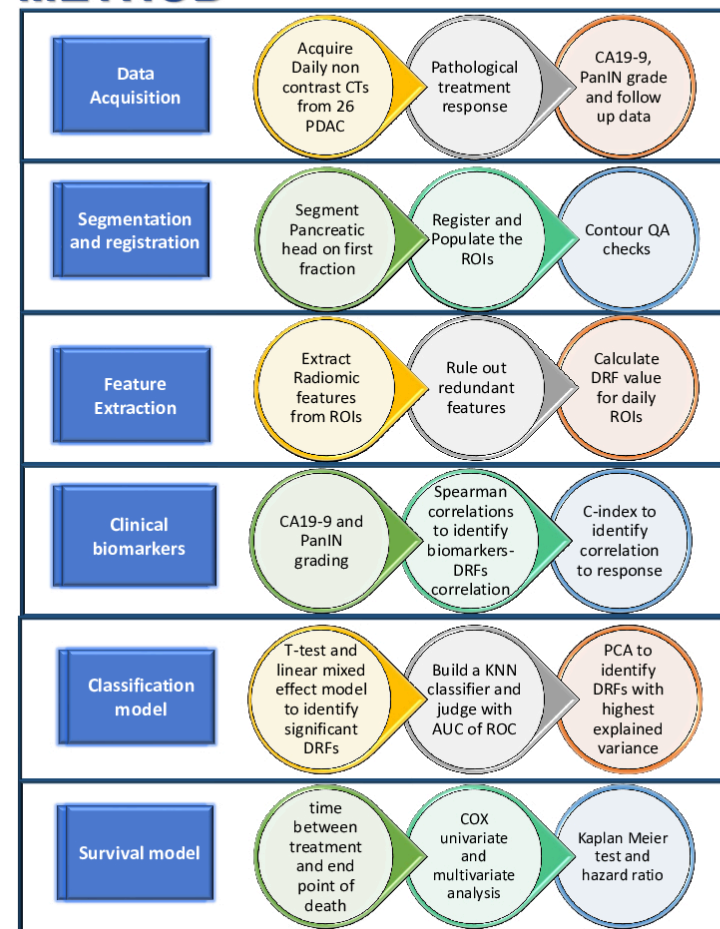 METHOD
Data
Acquisition
Acquire
Daily non
contrast CTs
from 26
PDAC
Pathological
treatment
response
CA19-9,
PanIN grade
and follow
up data
Segmentation
and registration
Segment
Pancreatic
head on first
fraction
Register and
Populate the
ROIs
Contour QA
checks
Feature
Extraction
Extract
Radiomic
features
from ROIs
Rule out
redundant
features
Calculate
DRF value
for daily
ROIs
Clinical
biomarkers
CA19-9 and
PanIN
grading
Spearman
correlations
to identify
biomarkers-
DRFs
correlation
C-index to
identify
correlation
to response
Classification
model
T-test and
linear mixed
effect model
to identify
significant
DRFs
Build a KNN
classifier and
judge with
AUC of ROC
PCA to
identify
DRFs with
highest
explained
variance
Survival model
time
between
treatment
and end
point of
death
COX
univariate
and
multivariate
analysis
Kaplan Meier
test and
hazard ratio